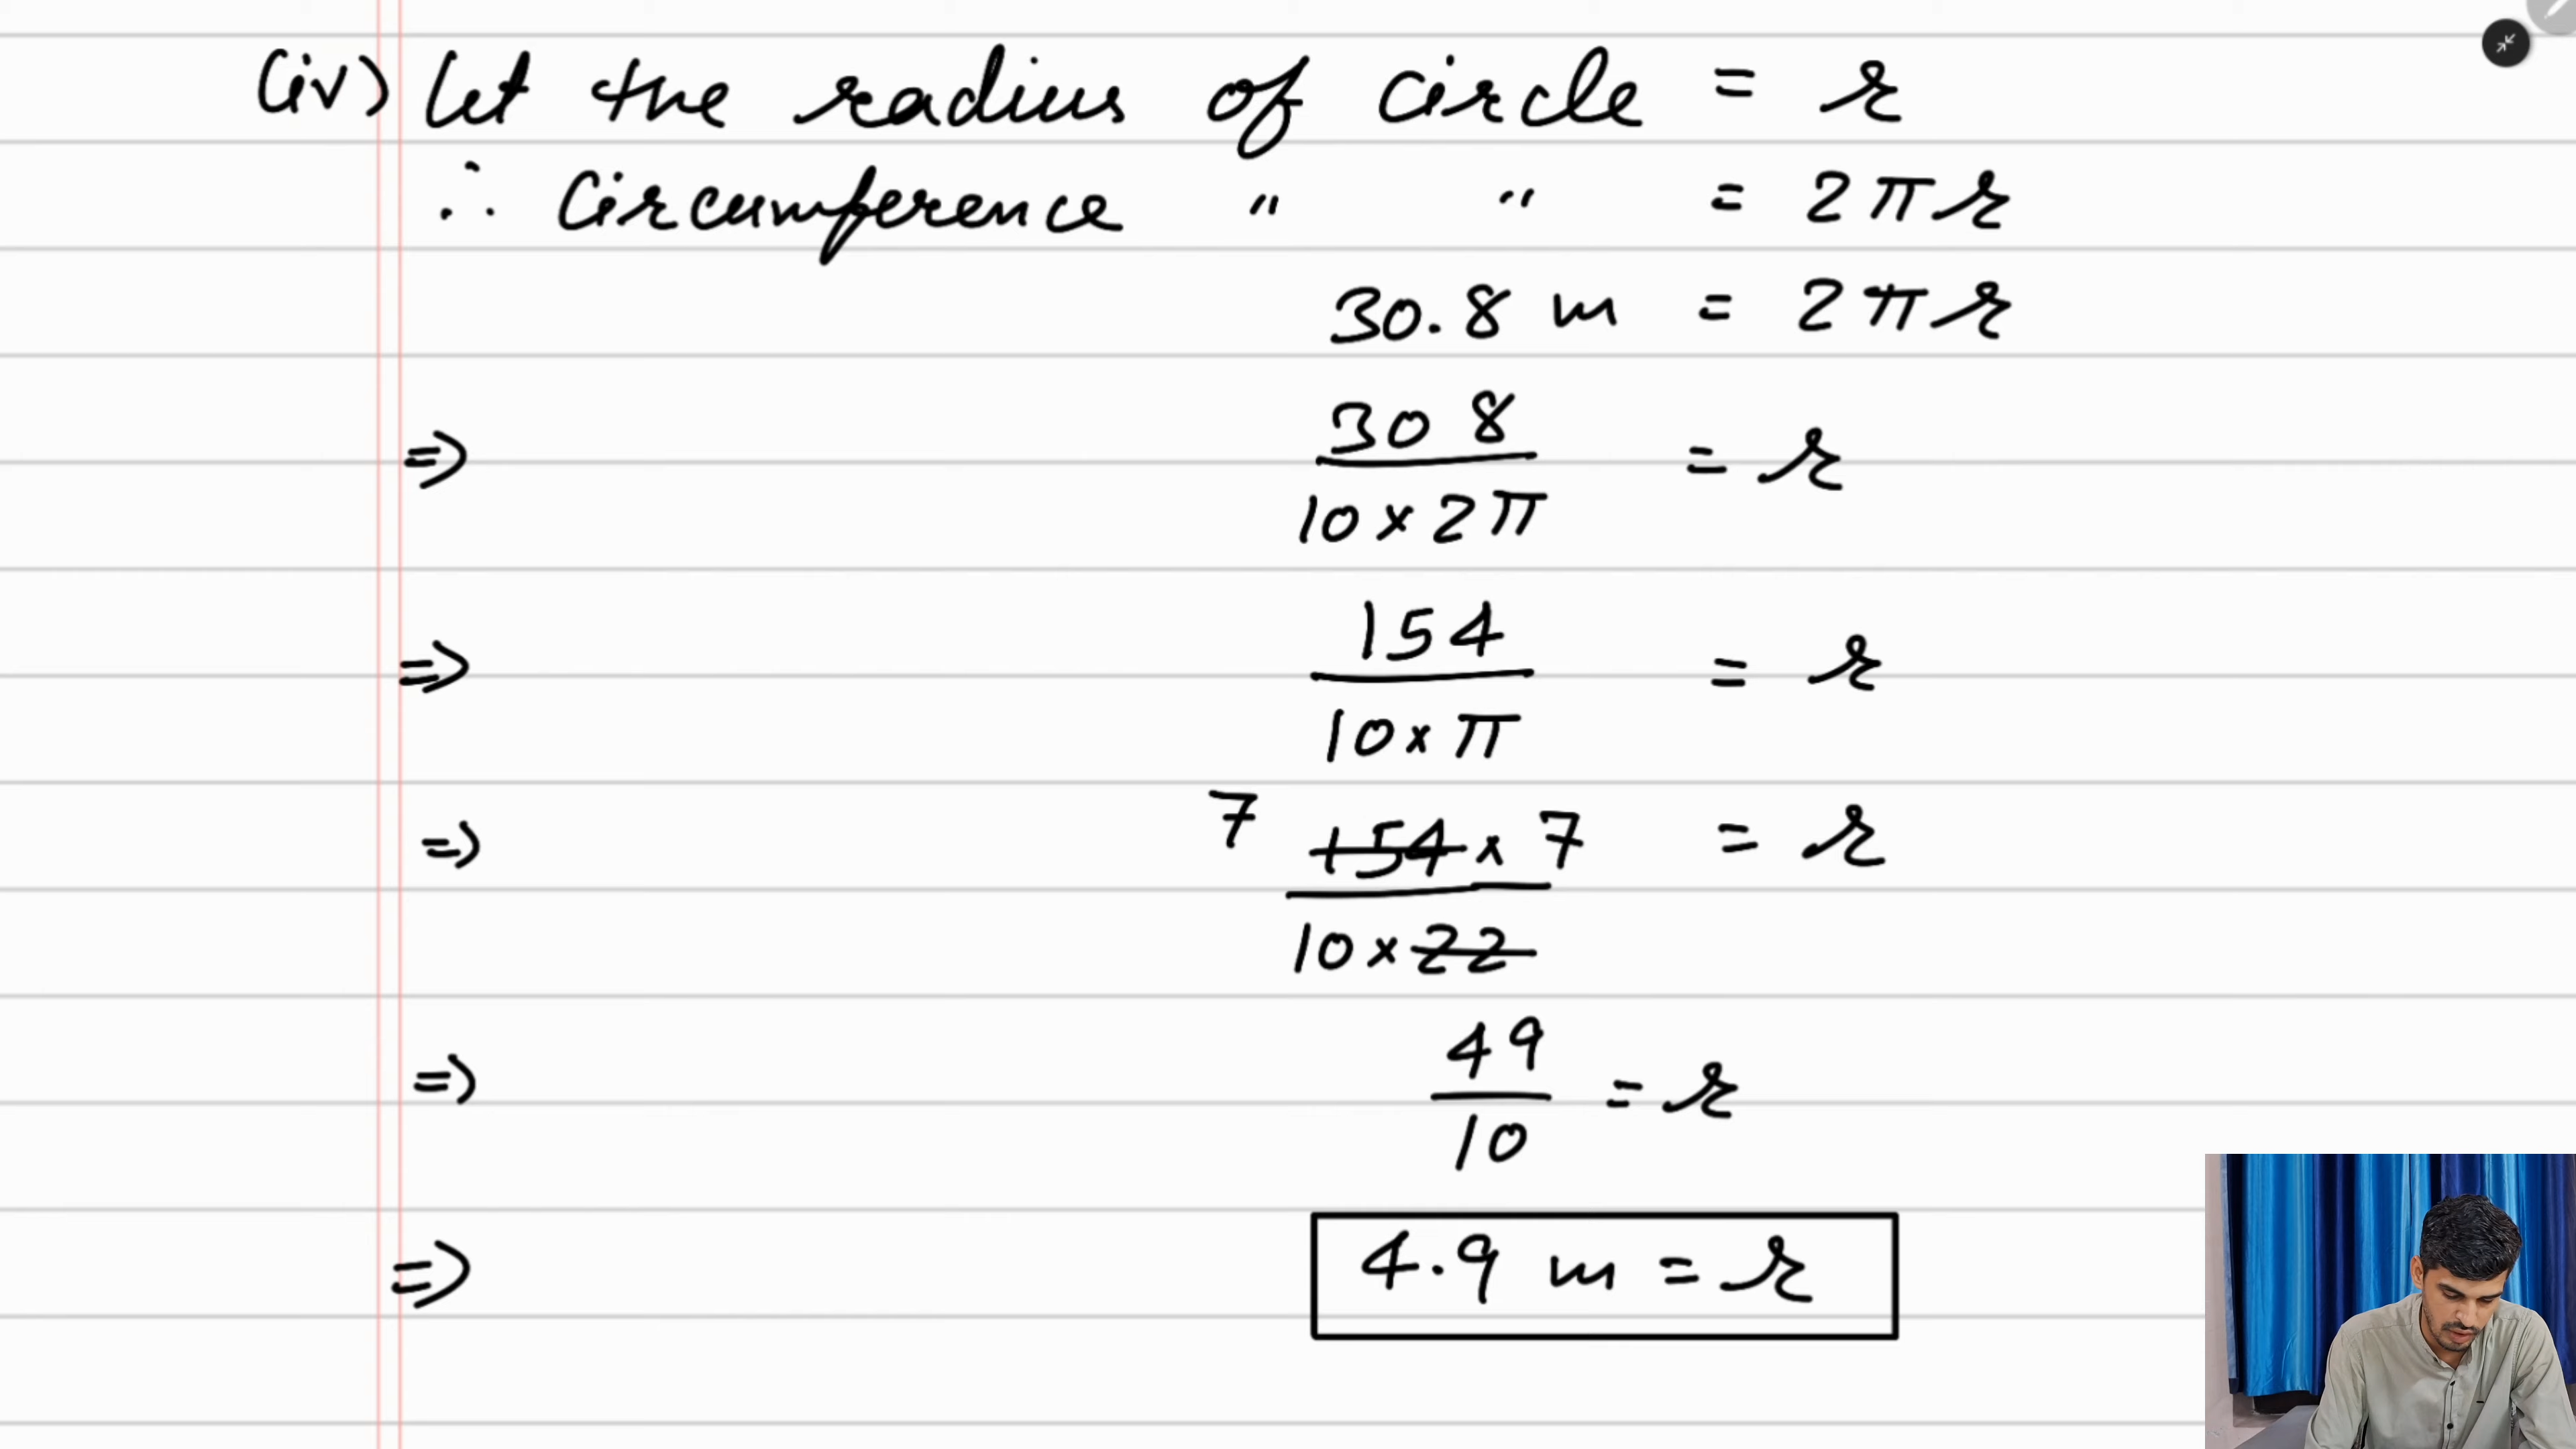 (iv) Let the radius of circle = r
∴ Circumference " " = 2πr
30.8 m = 2πr
⇒ 308 / 10 × 2π = r
⇒ 154 / 10 × π = r
⇒ 7 154 × 7 / 10 × 22 = r
⇒ 49 / 10 = r
⇒ 4.9 m = r